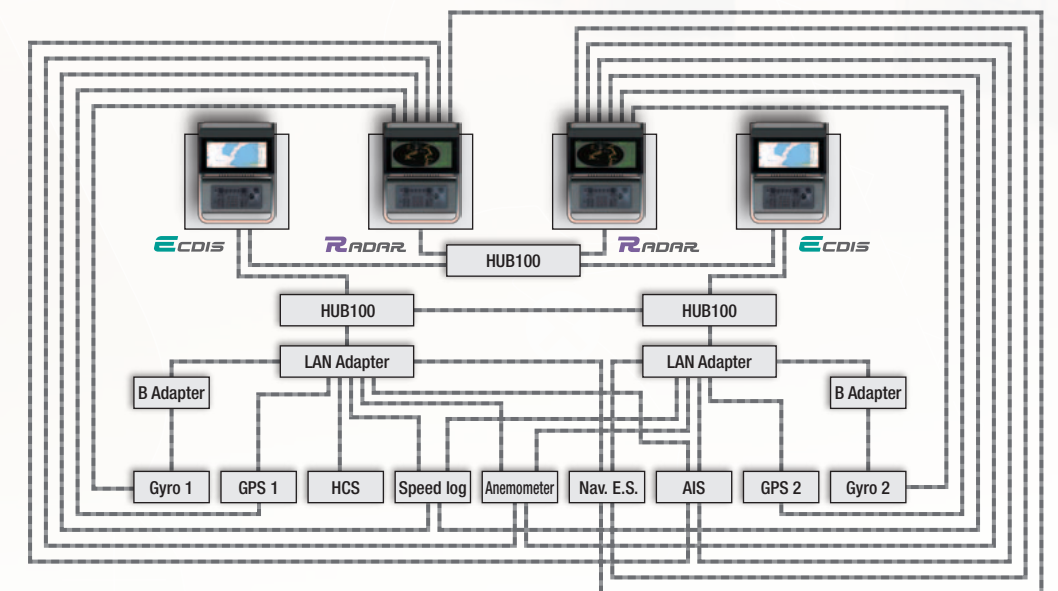 ECDIS
RADAR
RADAR
ECDIS
HUB100
HUB100
HUB100
LAN Adapter
LAN Adapter
B Adapter
B Adapter
Gyro 1
GPS 1
HCS
Speed log
Anemometer
Nav. E.S.
AIS
GPS 2
Gyro 2